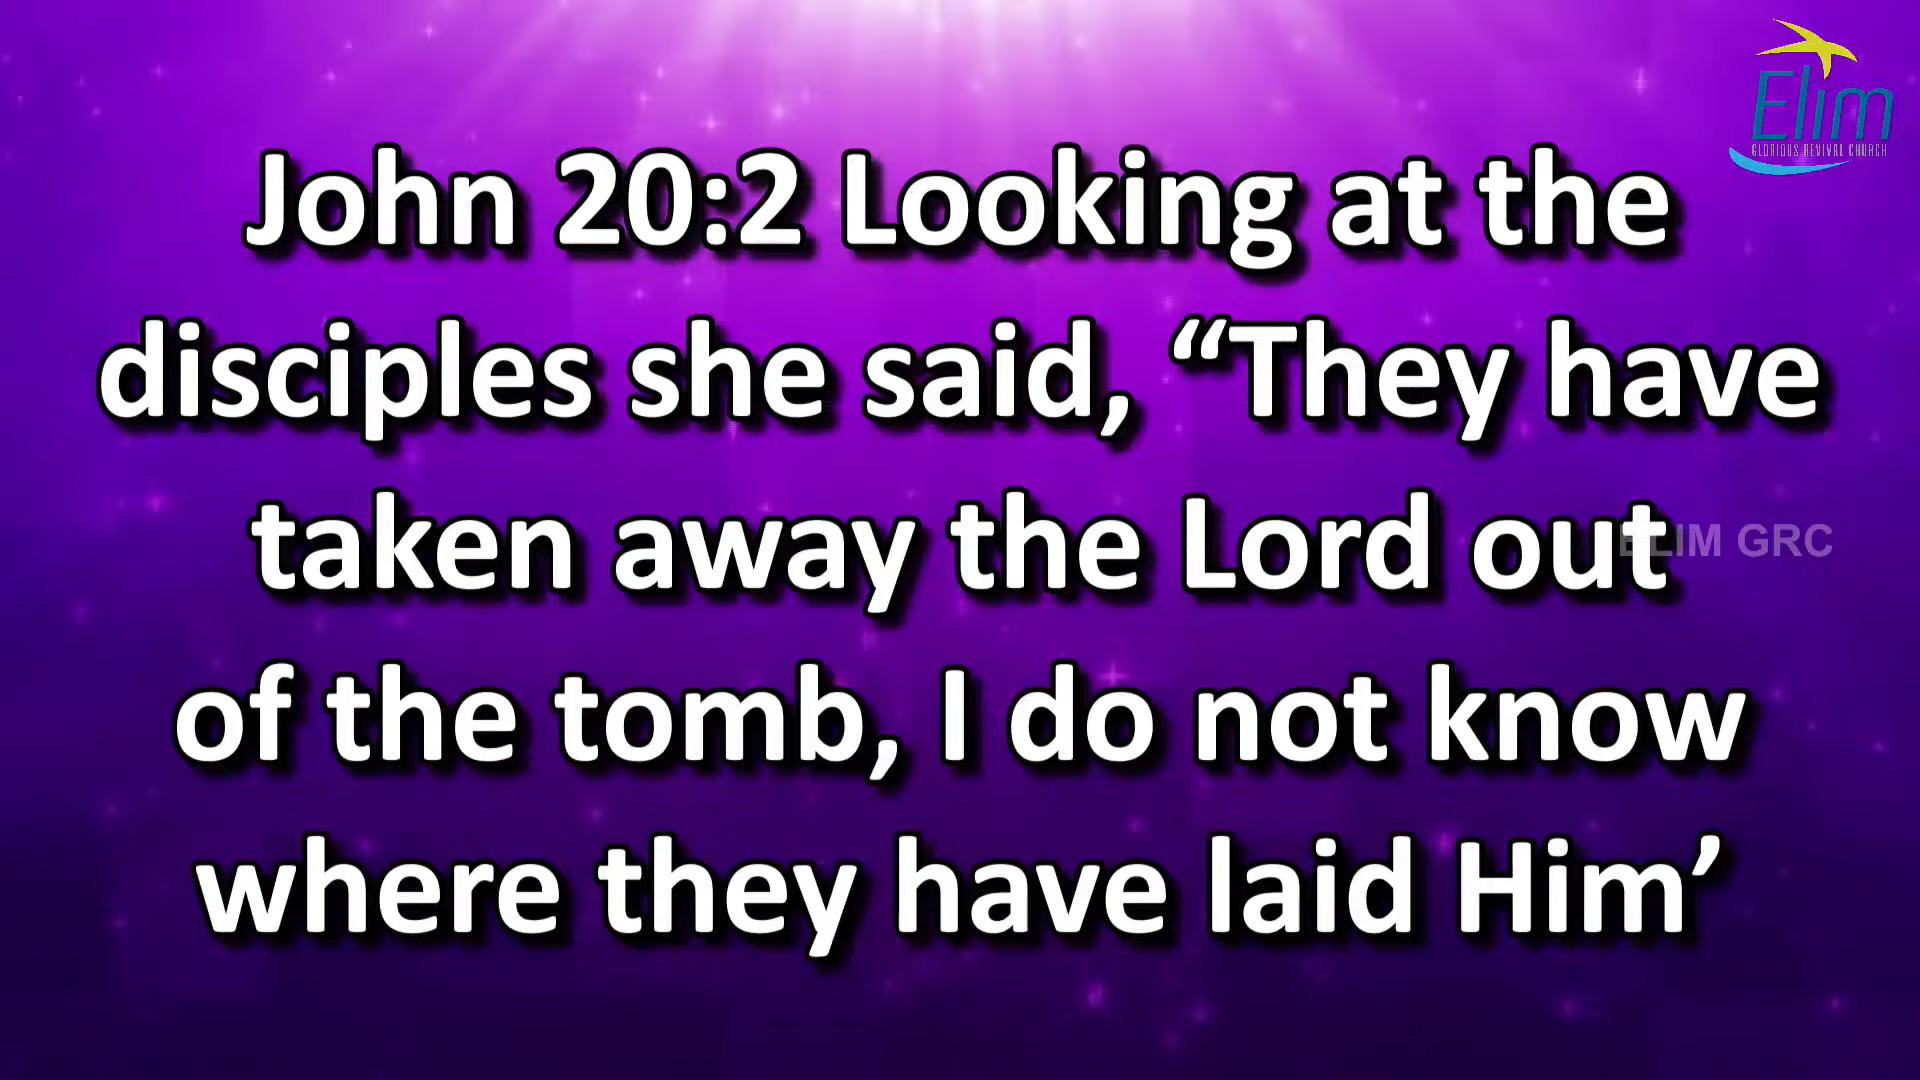 Elim
GLORIOUS REVIVAL CHURCH
John 20:2 Looking at the
disciples she said, “They have
taken away the Lord out
of the tomb, I do not know
where they have laid Him’
ELIM GRC